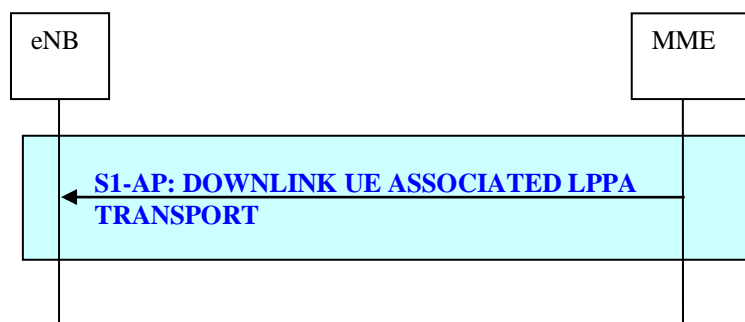 eNB
MME
S1-AP: DOWNLINK UE ASSOCIATED LPPA
TRANSPORT